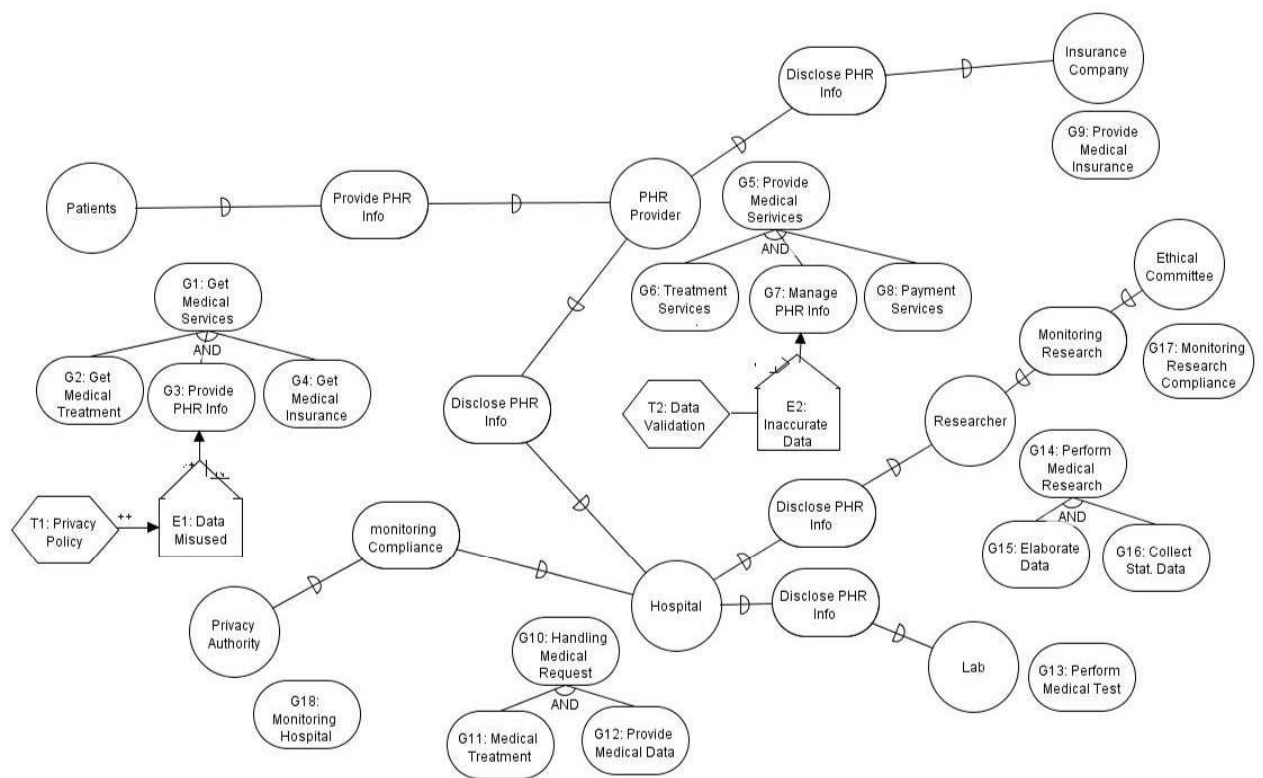 Insurance
Company
Disclose PHR
Info
G9: Provide
Medical
Insurance
Patients
Provide PHR
Info
PHR
Provider
G5: Provide
Medical
Serivices
AND
G6: Treatment
Services
G7: Manage
PHR Info
G8: Payment
Services
Ethical
Committee
Monitoring
Research
G17: Monitoring
Research
Compliance
G1: Get
Medical
Services
AND
G2: Get
Medical
Treatment
G3: Provide
PHR Info
G4: Get
Medical
Insurance
Disclose PHR
Info
T2: Data
Validation
E2:
Inaccurate
Data
Researcher
G14: Perform
Medical
Research
AND
G15: Elaborate
Data
G16: Collect
Stat. Data
T1: Privacy
Policy
++
E1: Data
Misused
monitoring
Compliance
Disclose PHR
Info
Privacy
Authority
Hospital
Disclose PHR
Info
Lab
G13: Perform
Medical Test
G10: Handling
Medical
Request
AND
G18:
Monitoring
Hospital
G11: Medical
Treatment
G12: Provide
Medical Data